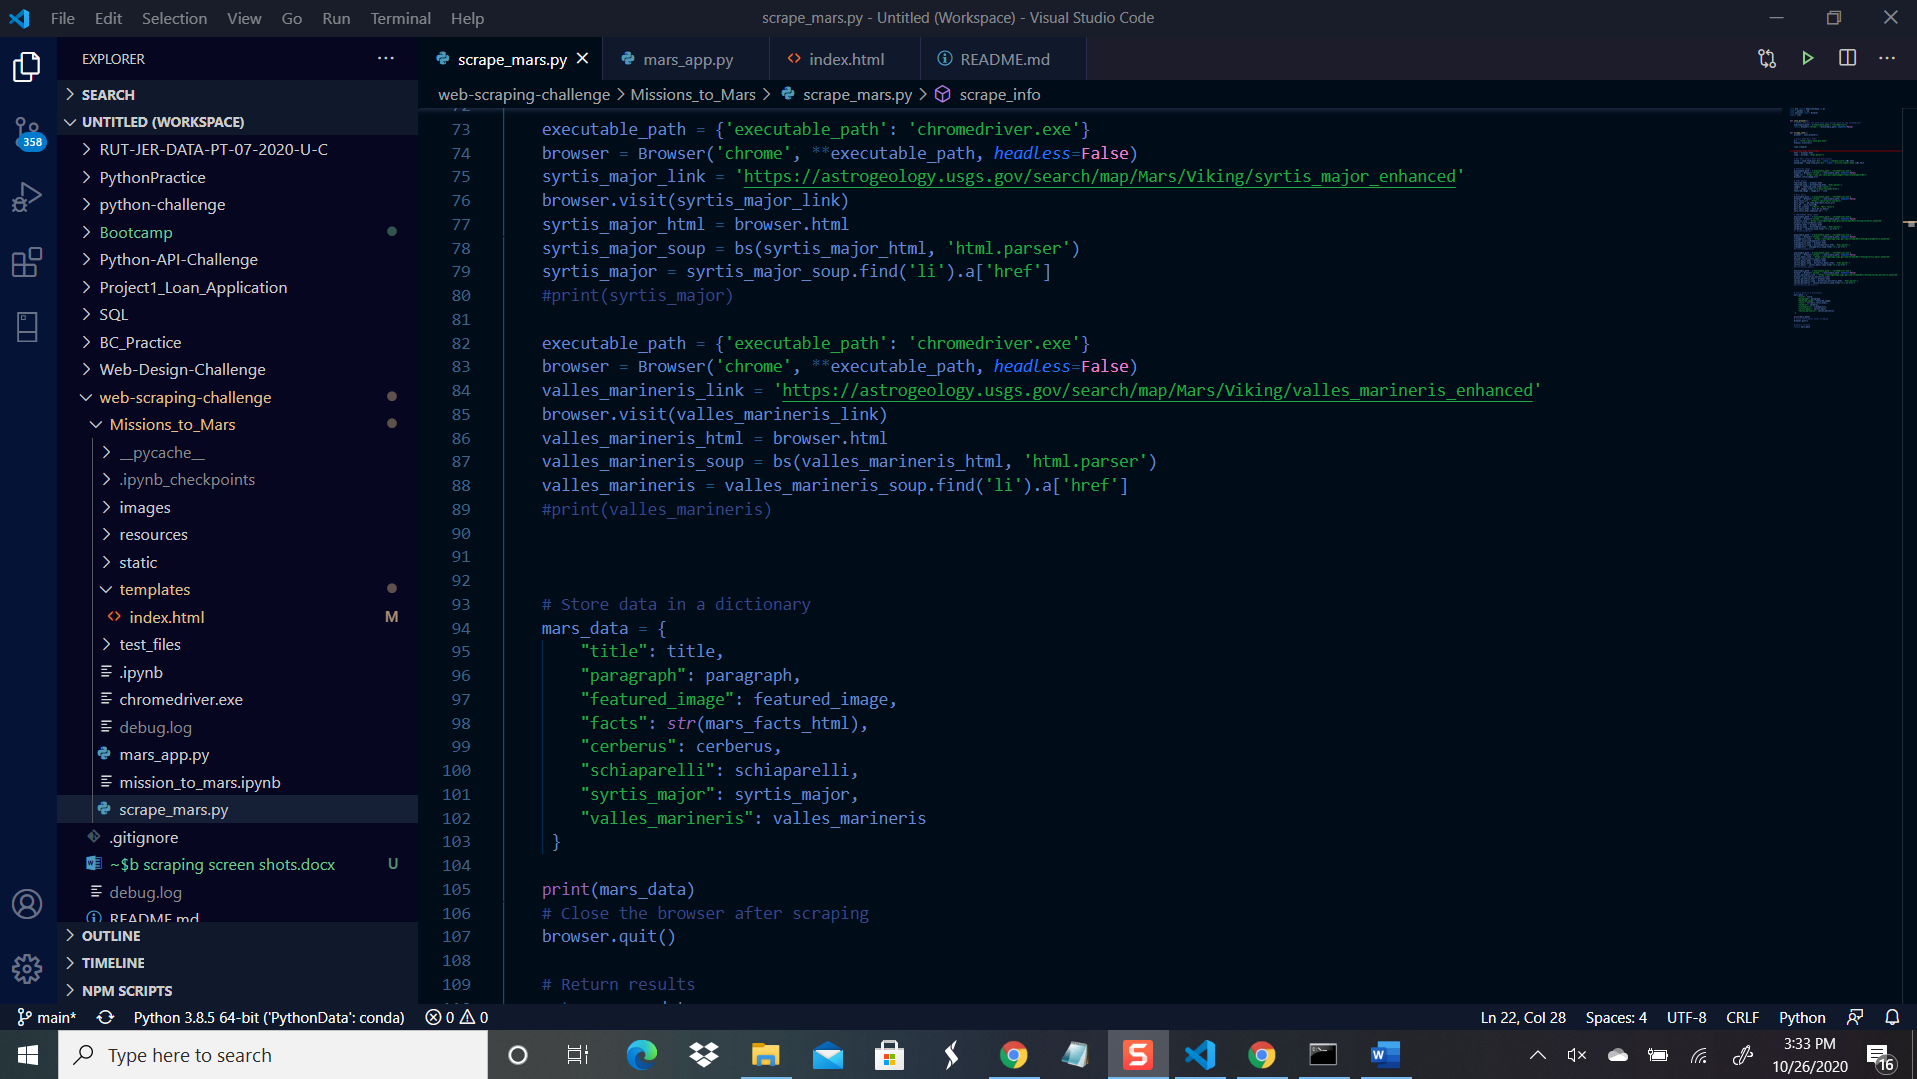 File Edit Selection View Go Run Terminal Help
scrape_mars.py - Untitled (Workspace) - Visual Studio Code
EXPLORER
scrape_mars.py
mars_app.py
index.html
README.md
SEARCH
web-scraping-challenge > Missions_to_Mars > scrape_mars.py > scrape_info
UNTITLED (WORKSPACE)
358
RUT-JER-DATA-PT-07-2020-U-C
PythonPractice
python-challenge
Bootcamp
Python-API-Challenge
Project1_Loan_Application
SQL
BC_Practice
Web-Design-Challenge
web-scraping-challenge
Missions_to_Mars
__pycache__
.ipynb_checkpoints
images
resources
static
templates
index.html M
test_files
.ipynb
chromedriver.exe
debug.log
mars_app.py
mission_to_mars.ipynb
scrape_mars.py
.gitignore
~$b scraping screen shots.docx U
debug.log
README.md
OUTLINE
TIMELINE
NPM SCRIPTS
73 executable_path = {'executable_path': 'chromedriver.exe'}
74 browser = Browser('chrome', **executable_path, headless=False)
75 syrtis_major_link = 'https://astrogeology.usgs.gov/search/map/Mars/Viking/syrtis_major_enhanced'
76 browser.visit(syrtis_major_link)
77 syrtis_major_html = browser.html
78 syrtis_major_soup = bs(syrtis_major_html, 'html.parser')
79 syrtis_major = syrtis_major_soup.find('li').a['href']
80 #print(syrtis_major)
81
82 executable_path = {'executable_path': 'chromedriver.exe'}
83 browser = Browser('chrome', **executable_path, headless=False)
84 valles_marineris_link = 'https://astrogeology.usgs.gov/search/map/Mars/Viking/valles_marineris_enhanced'
85 browser.visit(valles_marineris_link)
86 valles_marineris_html = browser.html
87 valles_marineris_soup = bs(valles_marineris_html, 'html.parser')
88 valles_marineris = valles_marineris_soup.find('li').a['href']
89 #print(valles_marineris)
90
91
92
93 # Store data in a dictionary
94 mars_data = {
95 "title": title,
96 "paragraph": paragraph,
97 "featured_image": featured_image,
98 "facts": str(mars_facts_html),
99 "cerberus": cerberus,
100 "schiaparelli": schiaparelli,
101 "syrtis_major": syrtis_major,
102 "valles_marineris": valles_marineris
103 }
104
105 print(mars_data)
106 # Close the browser after scraping
107 browser.quit()
108
109 # Return results
main* Python 3.8.5 64-bit ('PythonData': conda) 0 0
Ln 22, Col 28 Spaces: 4 UTF-8 CRLF Python
Type here to search
3:33 PM
10/26/2020
16